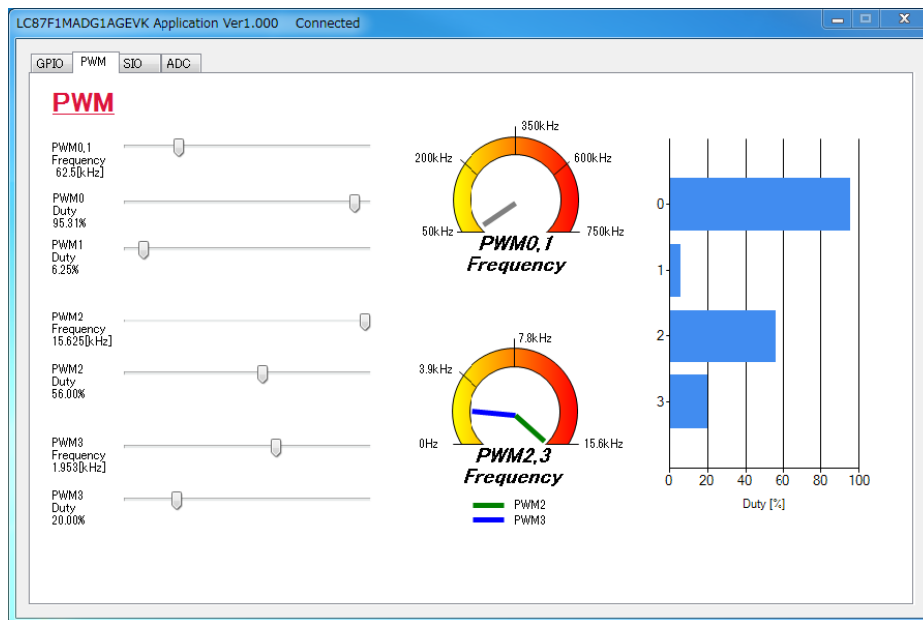 LC87F1MADG1AGEVK Application Ver1.000 Connected
GPIO PWM SIO ADC
PWM
PWM0,1
Frequency
62.5[kHz]
PWM0
Duty
95.31%
PWM1
Duty
6.25%
PWM2
Frequency
15.625[kHz]
PWM2
Duty
56.00%
PWM3
Frequency
1.953[kHz]
PWM3
Duty
20.00%
350kHz
200kHz
600kHz
50kHz
750kHz
PWM0,1
Frequency
7.8kHz
3.9kHz
0Hz
15.6kHz
PWM2,3
Frequency
PWM2
PWM3
0
1
2
3
0 20 40 60 80 100
Duty [%]